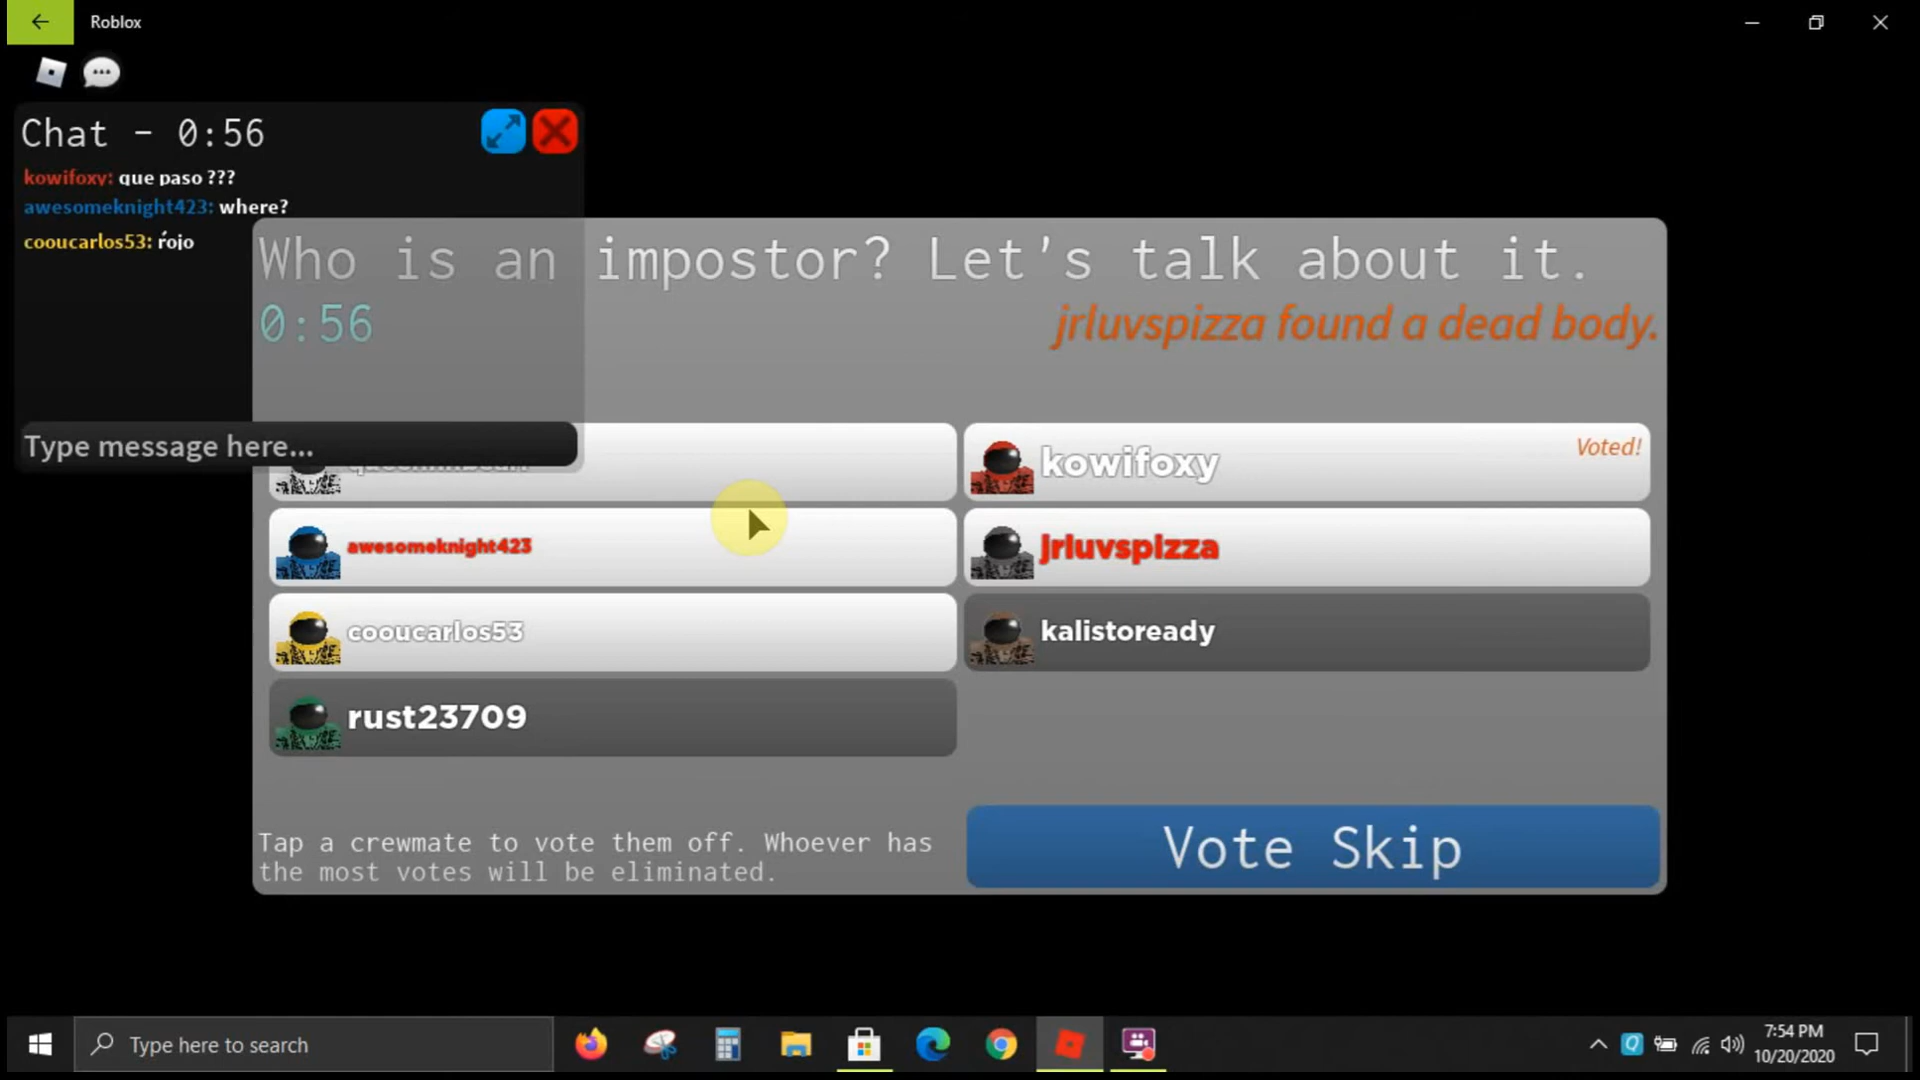 Roblox
Chat - 0:56
kowifoxy: que paso ???
awesomeknight423: where?
cooucarlos53: ŕojo
Who is an impostor? Let's talk about it.
0:56
jrluvspizza found a dead body.
Type message here...
kowifoxy
Voted!
awesomeknight423
jrluvspizza
cooucarlos53
kalistoready
rust23709
Tap a crewmate to vote them off. Whoever has
the most votes will be eliminated.
Vote Skip
Type here to search
7:54 PM
10/20/2020